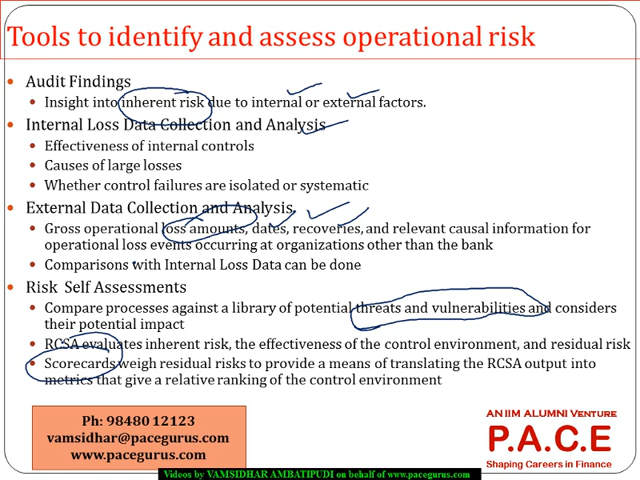 Tools to identify and assess operational risk
Audit Findings
Insight into inherent risk due to internal or external factors.
Internal Loss Data Collection and Analysis
Effectiveness of internal controls
Causes of large losses
Whether control failures are isolated or systematic
External Data Collection and Analysis
Gross operational loss amounts, dates, recoveries, and relevant causal information for
operational loss events occurring at organizations other than the bank
Comparisons with Internal Loss Data can be done
Risk Self Assessments
Compare processes against a library of potential threats and vulnerabilities and considers
their potential impact
RCSA evaluates inherent risk, the effectiveness of the control environment, and residual risk
Scorecards weigh residual risks to provide a means of translating the RCSA output into
metrics that give a relative ranking of the control environment
Ph: 98480 12123
vamsidhar@pacegurus.com
www.pacegurus.com
AN IIM ALUMNI VENTURE
P.A.C.E
Shaping Careers in Finance
Videos by VAMSIDHAR AMBATIPUDI on behalf of www.pacegurus.com